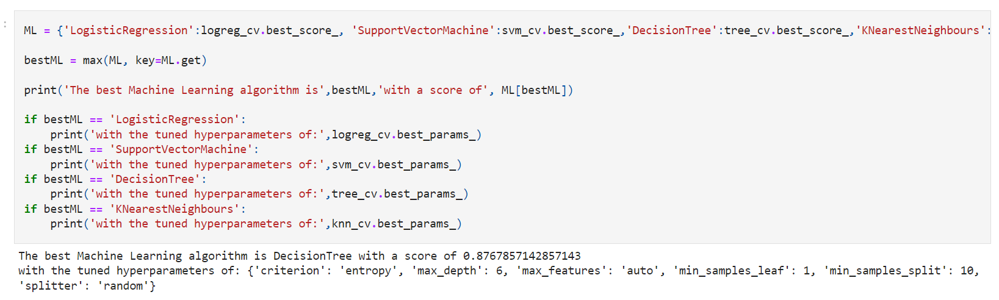 :
ML = {'LogisticRegression':logreg_cv.best_score_, 'SupportVectorMachine':svm_cv.best_score_,'DecisionTree':tree_cv.best_score_,'KNearestNeighbours':
bestML = max(ML, key=ML.get)
print('The best Machine Learning algorithm is',bestML,'with a score of', ML[bestML])
if bestML == 'LogisticRegression':
    print('with the tuned hyperparameters of:',logreg_cv.best_params_)
if bestML == 'SupportVectorMachine':
    print('with the tuned hyperparameters of:',svm_cv.best_params_)
if bestML == 'DecisionTree':
    print('with the tuned hyperparameters of:',tree_cv.best_params_)
if bestML == 'KNearestNeighbours':
    print('with the tuned hyperparameters of:',knn_cv.best_params_)
The best Machine Learning algorithm is DecisionTree with a score of 0.8767857142857143
with the tuned hyperparameters of: {'criterion': 'entropy', 'max_depth': 6, 'max_features': 'auto', 'min_samples_leaf': 1, 'min_samples_split': 10,
'splitter': 'random'}